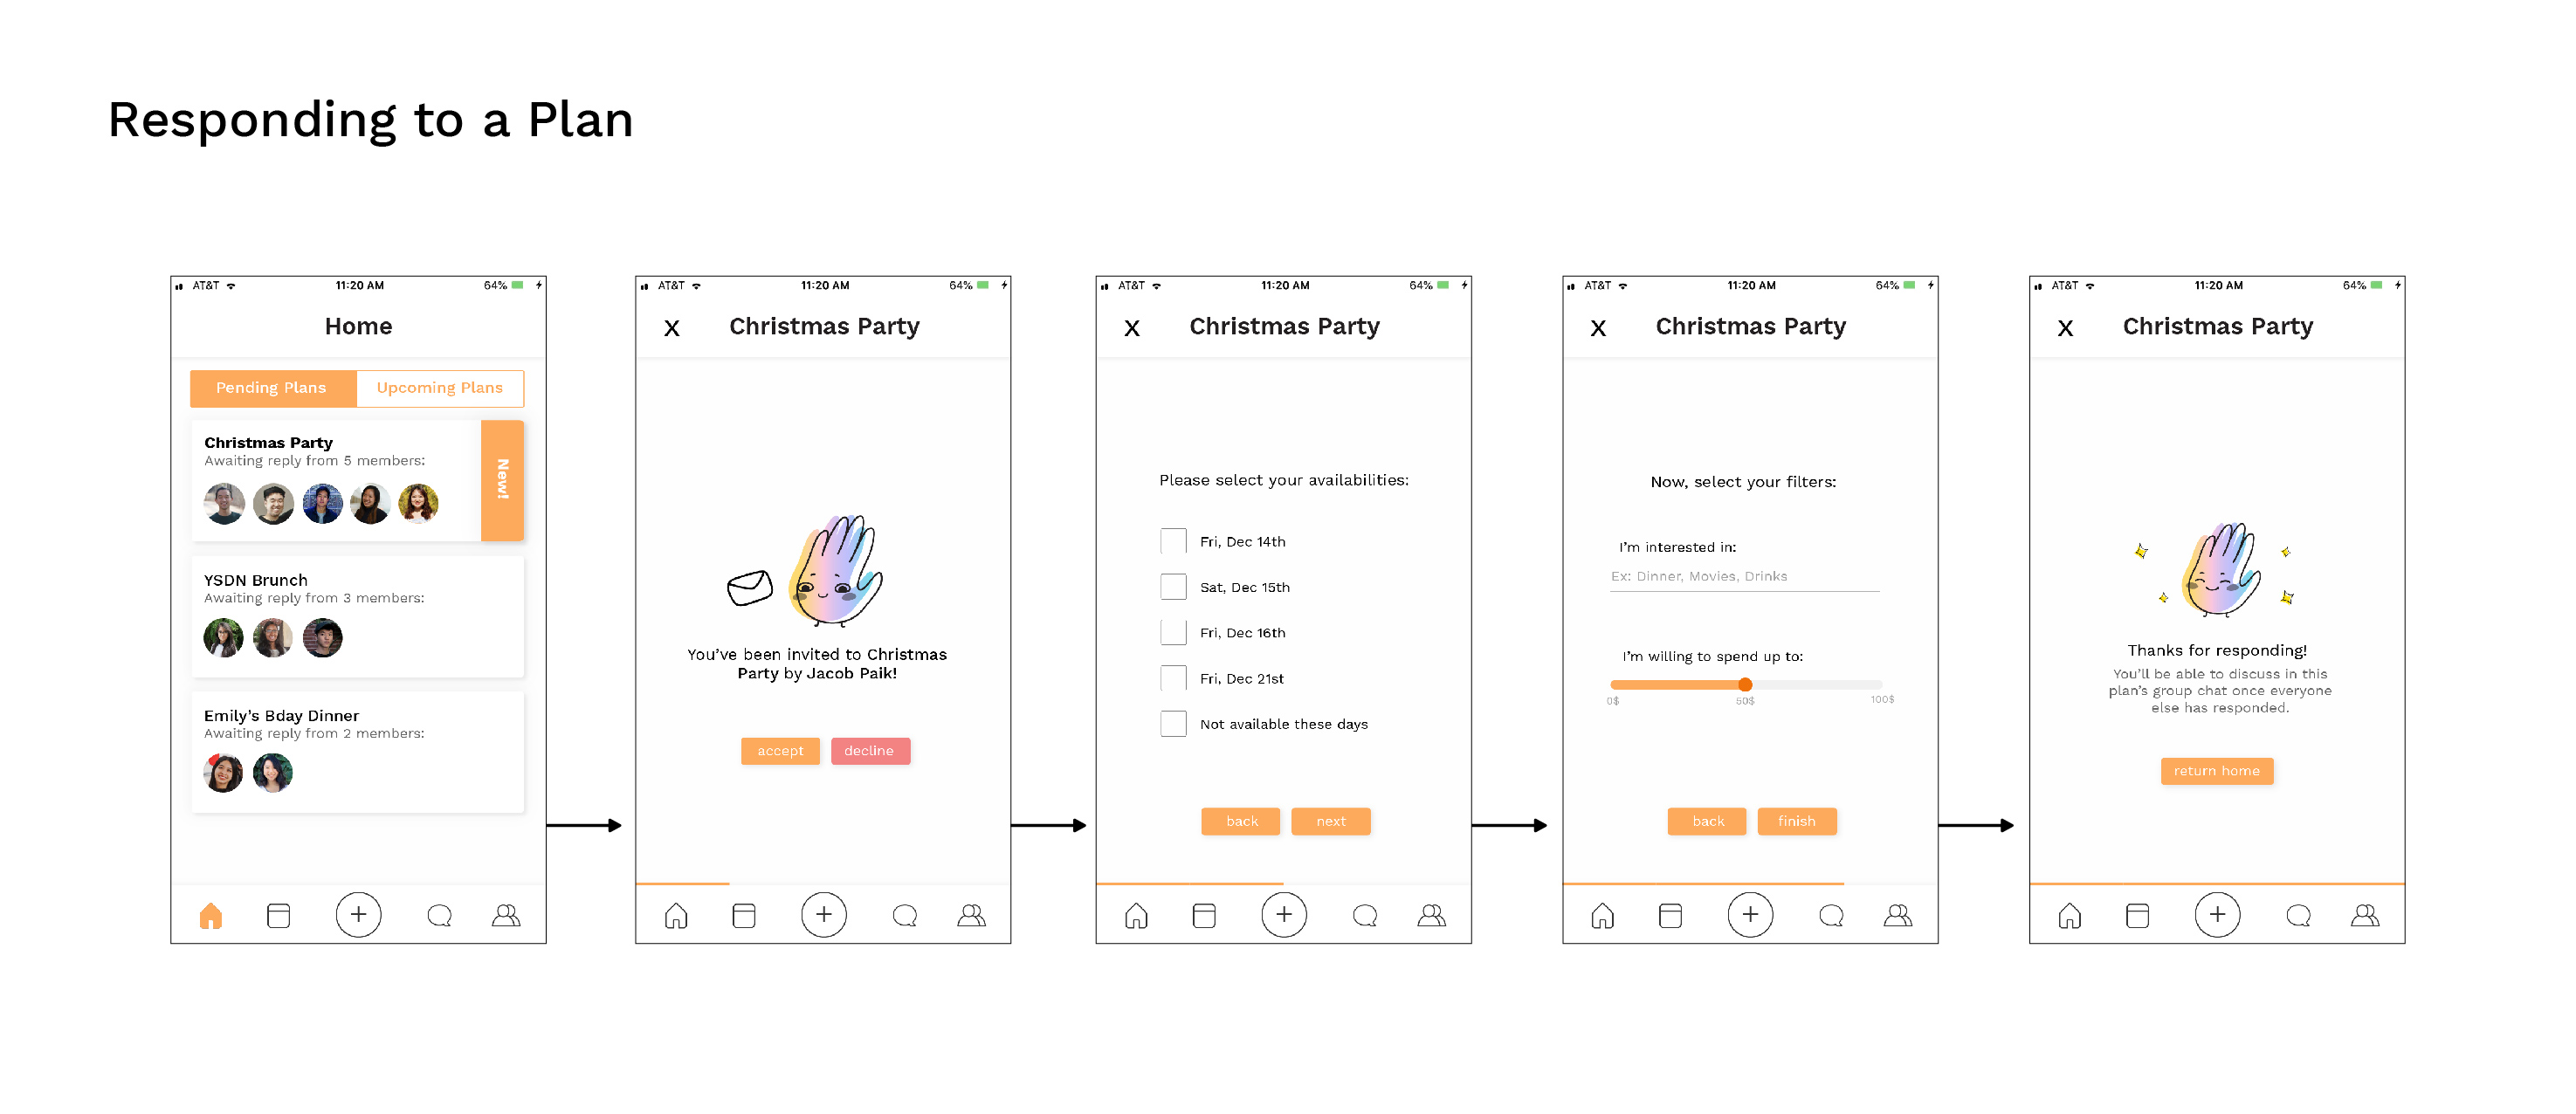 Responding to a Plan
AT&T 11:20 AM 64%
Home
Pending Plans Upcoming Plans
Christmas Party
Awaiting reply from 5 members:
New!
YSDN Brunch
Awaiting reply from 3 members:
Emily's Bday Dinner
Awaiting reply from 2 members:
AT&T 11:20 AM 64%
X Christmas Party
You've been invited to Christmas
Party by Jacob Paik!
accept decline
AT&T 11:20 AM 64%
X Christmas Party
Please select your availabilities:
Fri, Dec 14th
Sat, Dec 15th
Fri, Dec 16th
Fri, Dec 21st
Not available these days
back next
AT&T 11:20 AM 64%
X Christmas Party
Now, select your filters:
I'm interested in:
Ex: Dinner, Movies, Drinks
I'm willing to spend up to:
0$ 50$ 100$
back finish
AT&T 11:20 AM 64%
X Christmas Party
Thanks for responding!
You'll be able to discuss in this
plan's group chat once everyone
else has responded.
return home